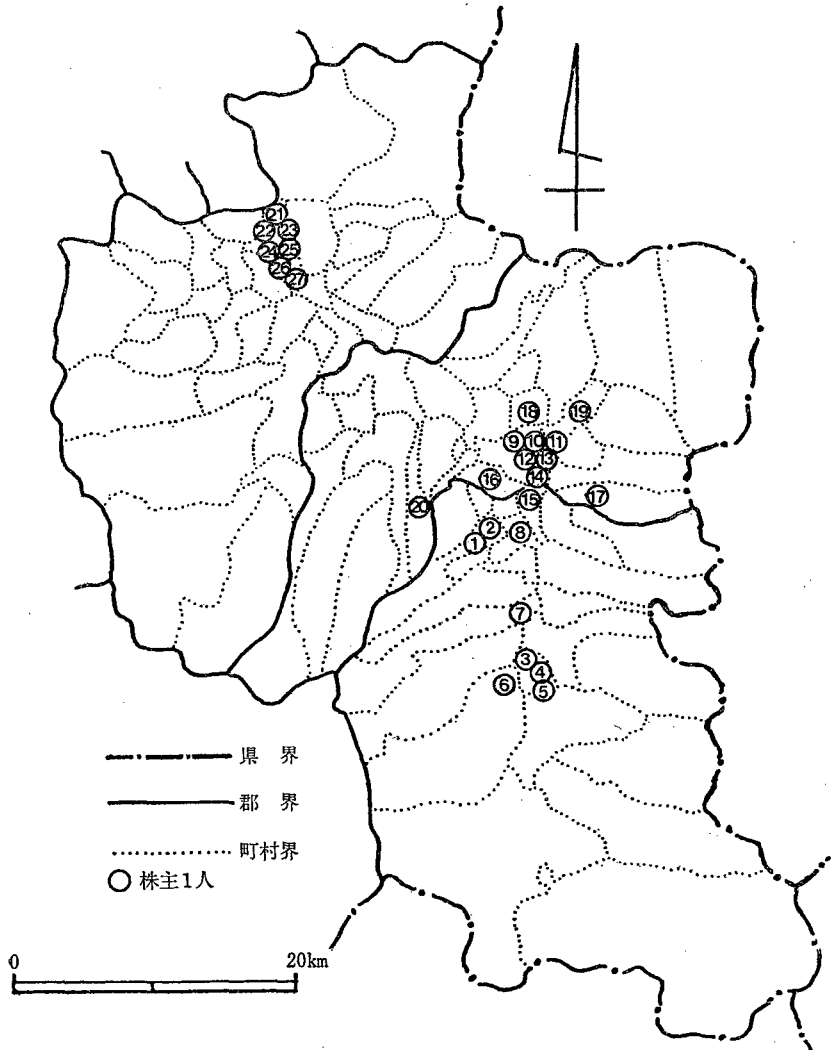 ㉑
㉒ ㉓
㉔ ㉕
㉖
㉗
⑱ ⑲
⑨ ⑩ ⑪
⑫ ⑬
⑯ ⑭
⑳ ⑮ ⑰
① ② ⑧
⑦
③
⑥ ④
⑤
県 界
郡 界
町村界
株主1人
0 20km